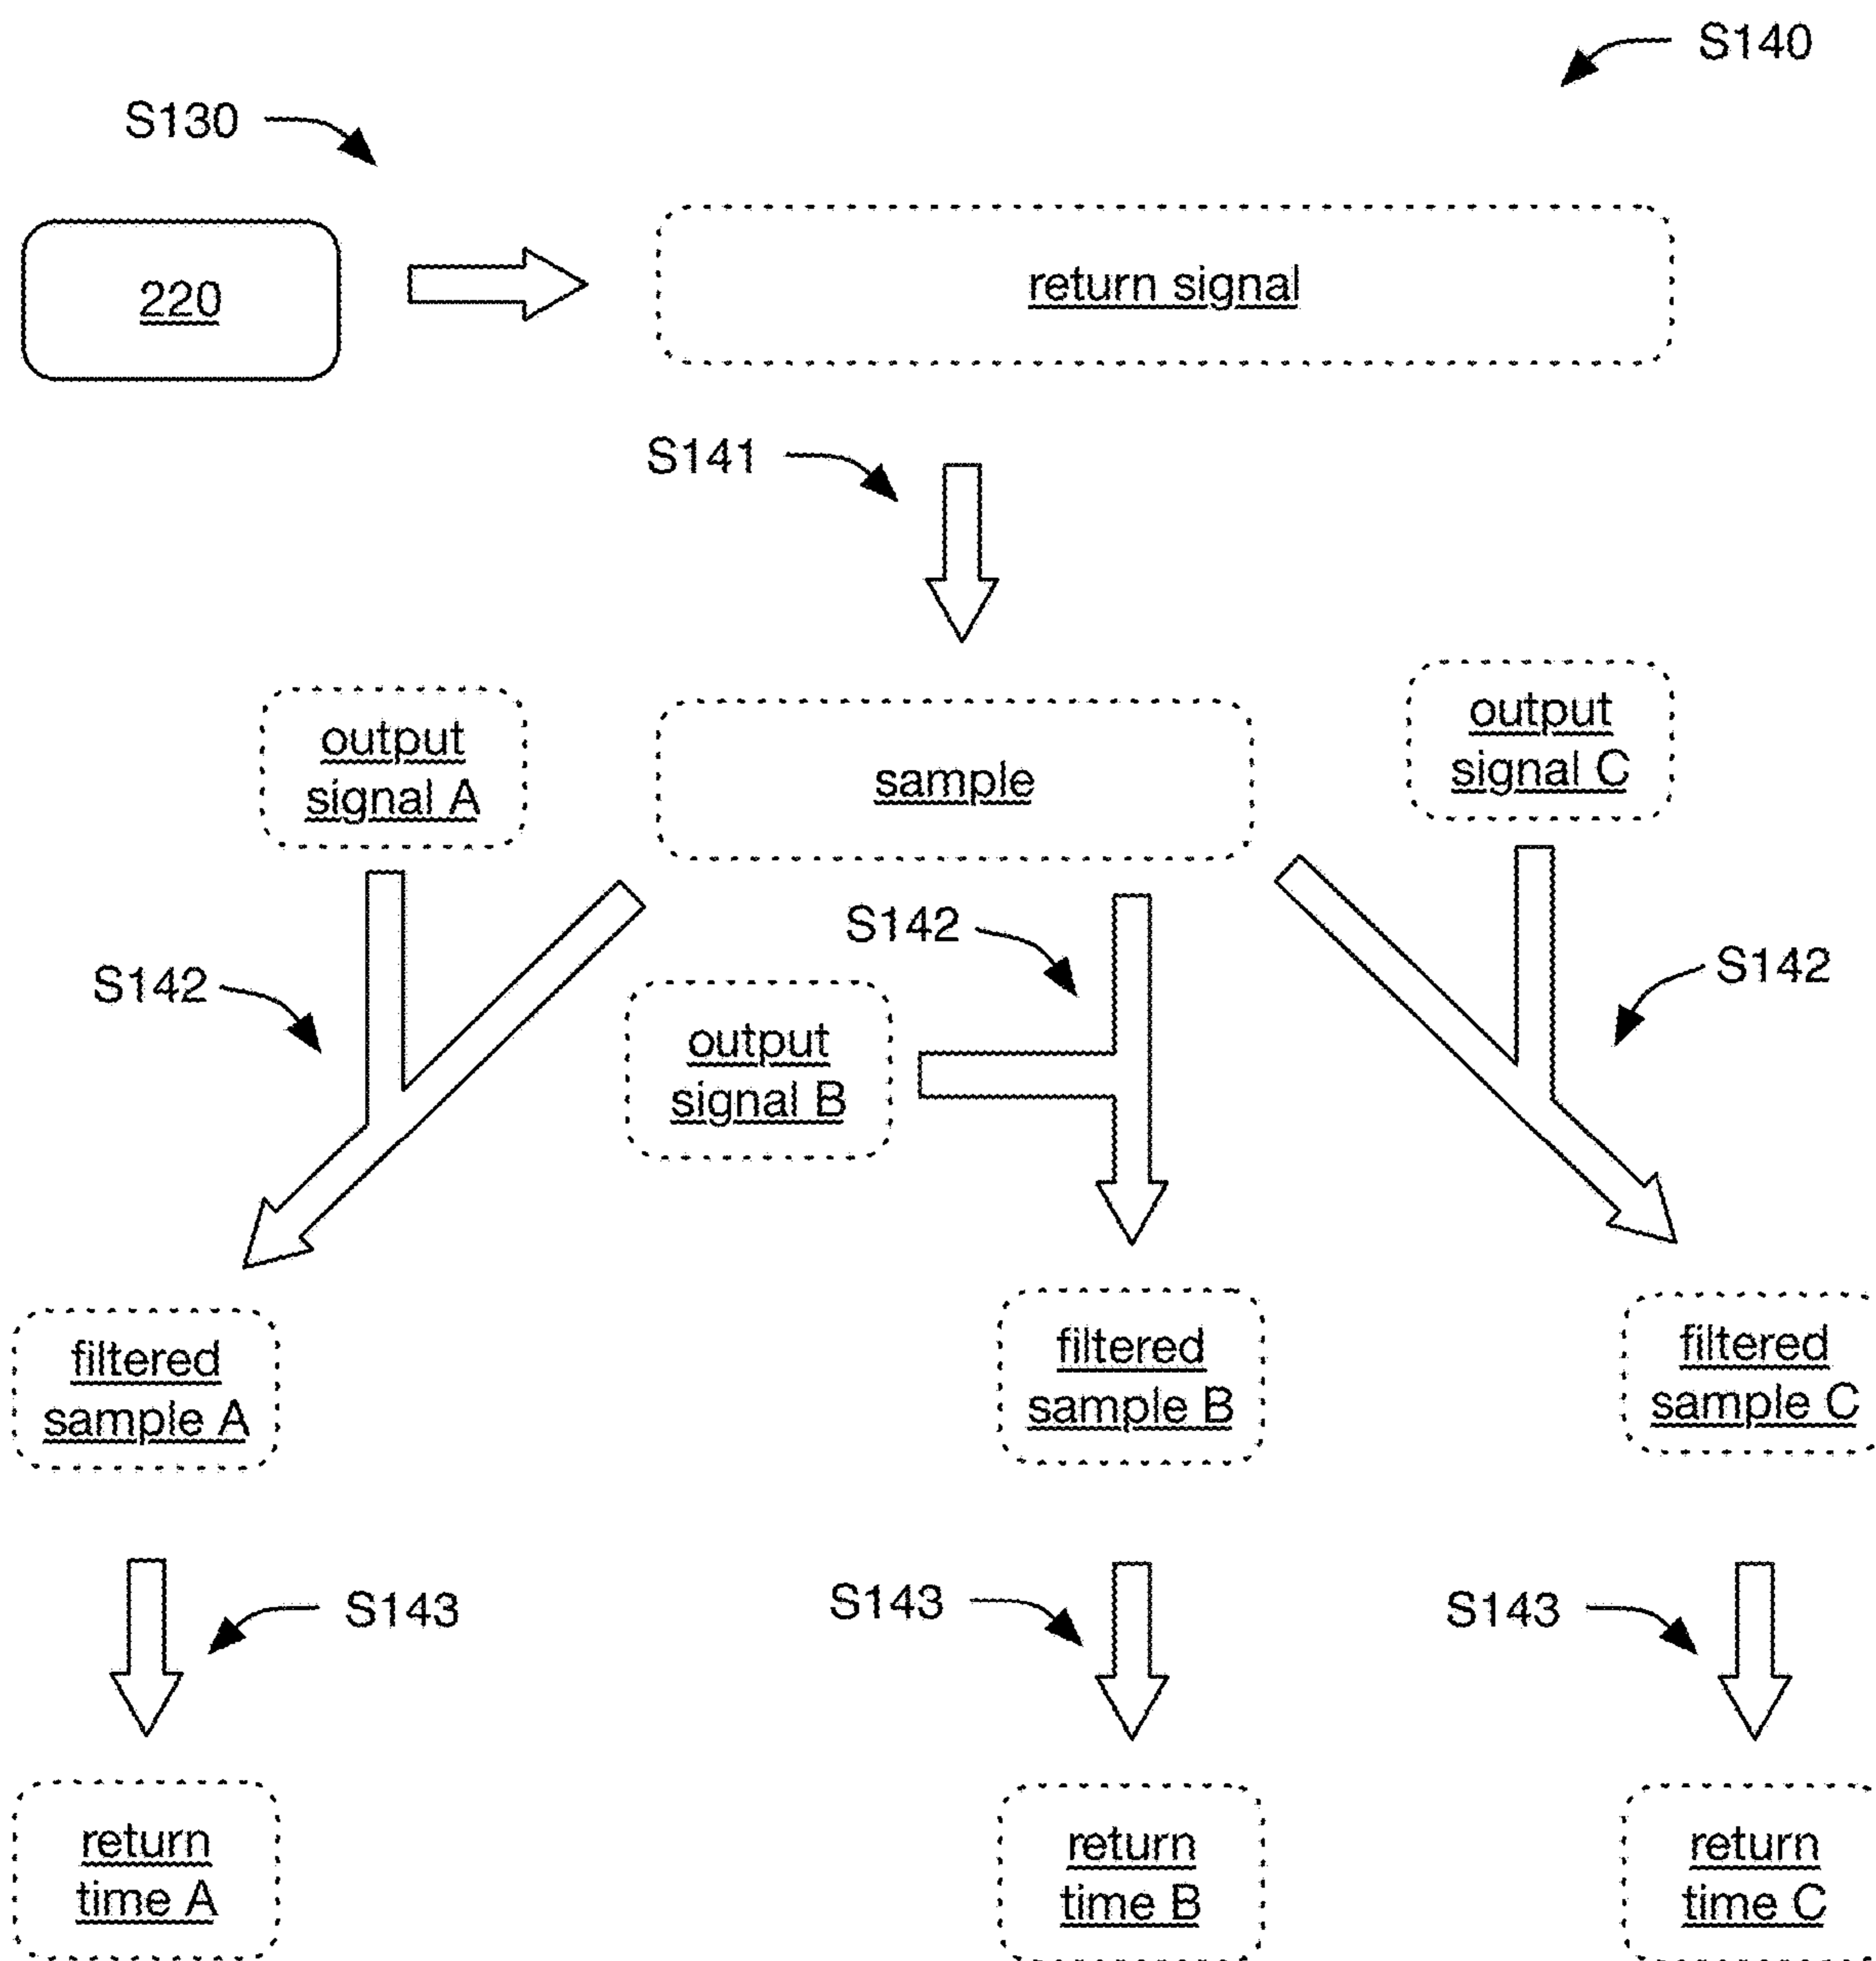 S140
S130
220
return signal
S141
output
signal A
sample
output
signal C
S142
S142
S142
output
signal B
filtered
sample A
filtered
sample B
filtered
sample C
S143
S143
S143
return
time A
return
time B
return
time C